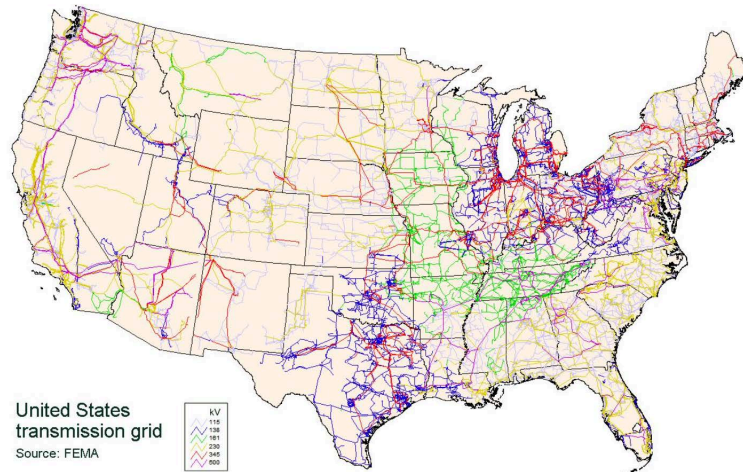 United States
transmission grid
Source: FEMA
kV
115
138
161
230
345
500